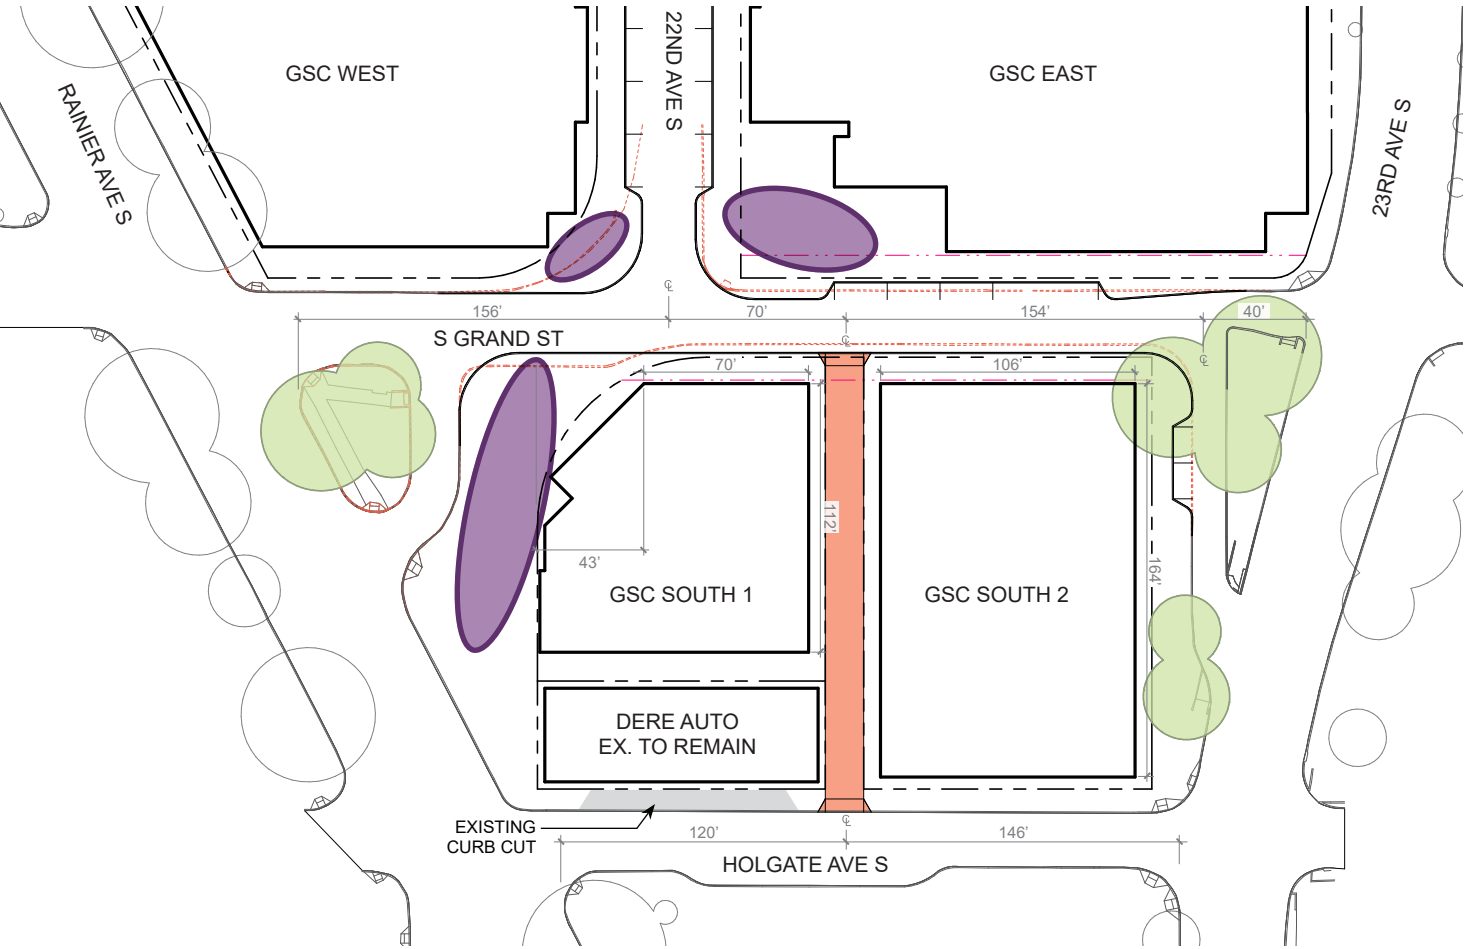 GSC WEST
22ND AVE S
GSC EAST
RAINIER AVE S
23RD AVE S
℄
156'
70'
154'
40'
S GRAND ST
℄
℄
70'
106'
112'
43'
164'
GSC SOUTH 1
GSC SOUTH 2
DERE AUTO
EX. TO REMAIN
EXISTING
CURB CUT
℄
120'
146'
HOLGATE AVE S